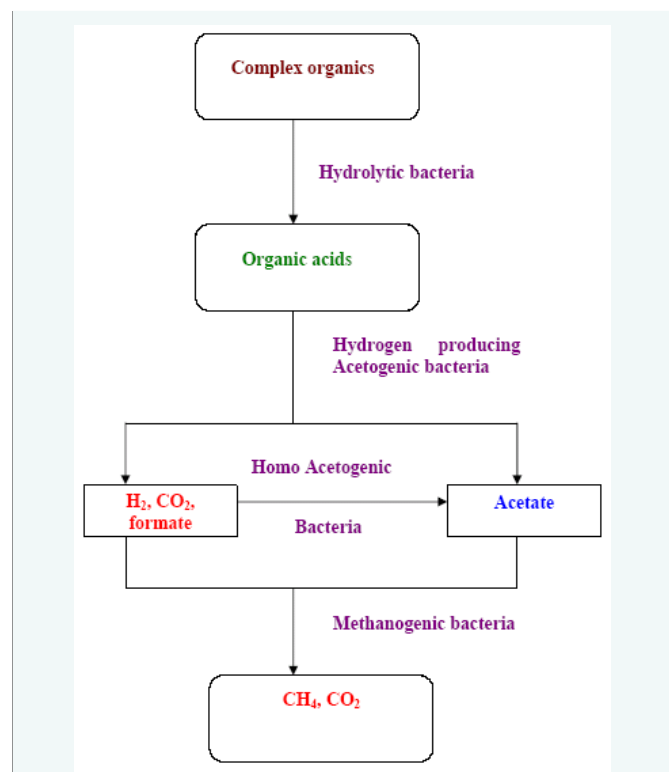 Complex organics
Hydrolytic bacteria
Organic acids
Hydrogen producing
Acetogenic bacteria
Homo Acetogenic
H₂, CO₂,
formate
Acetate
Bacteria
Methanogenic bacteria
CH₄, CO₂